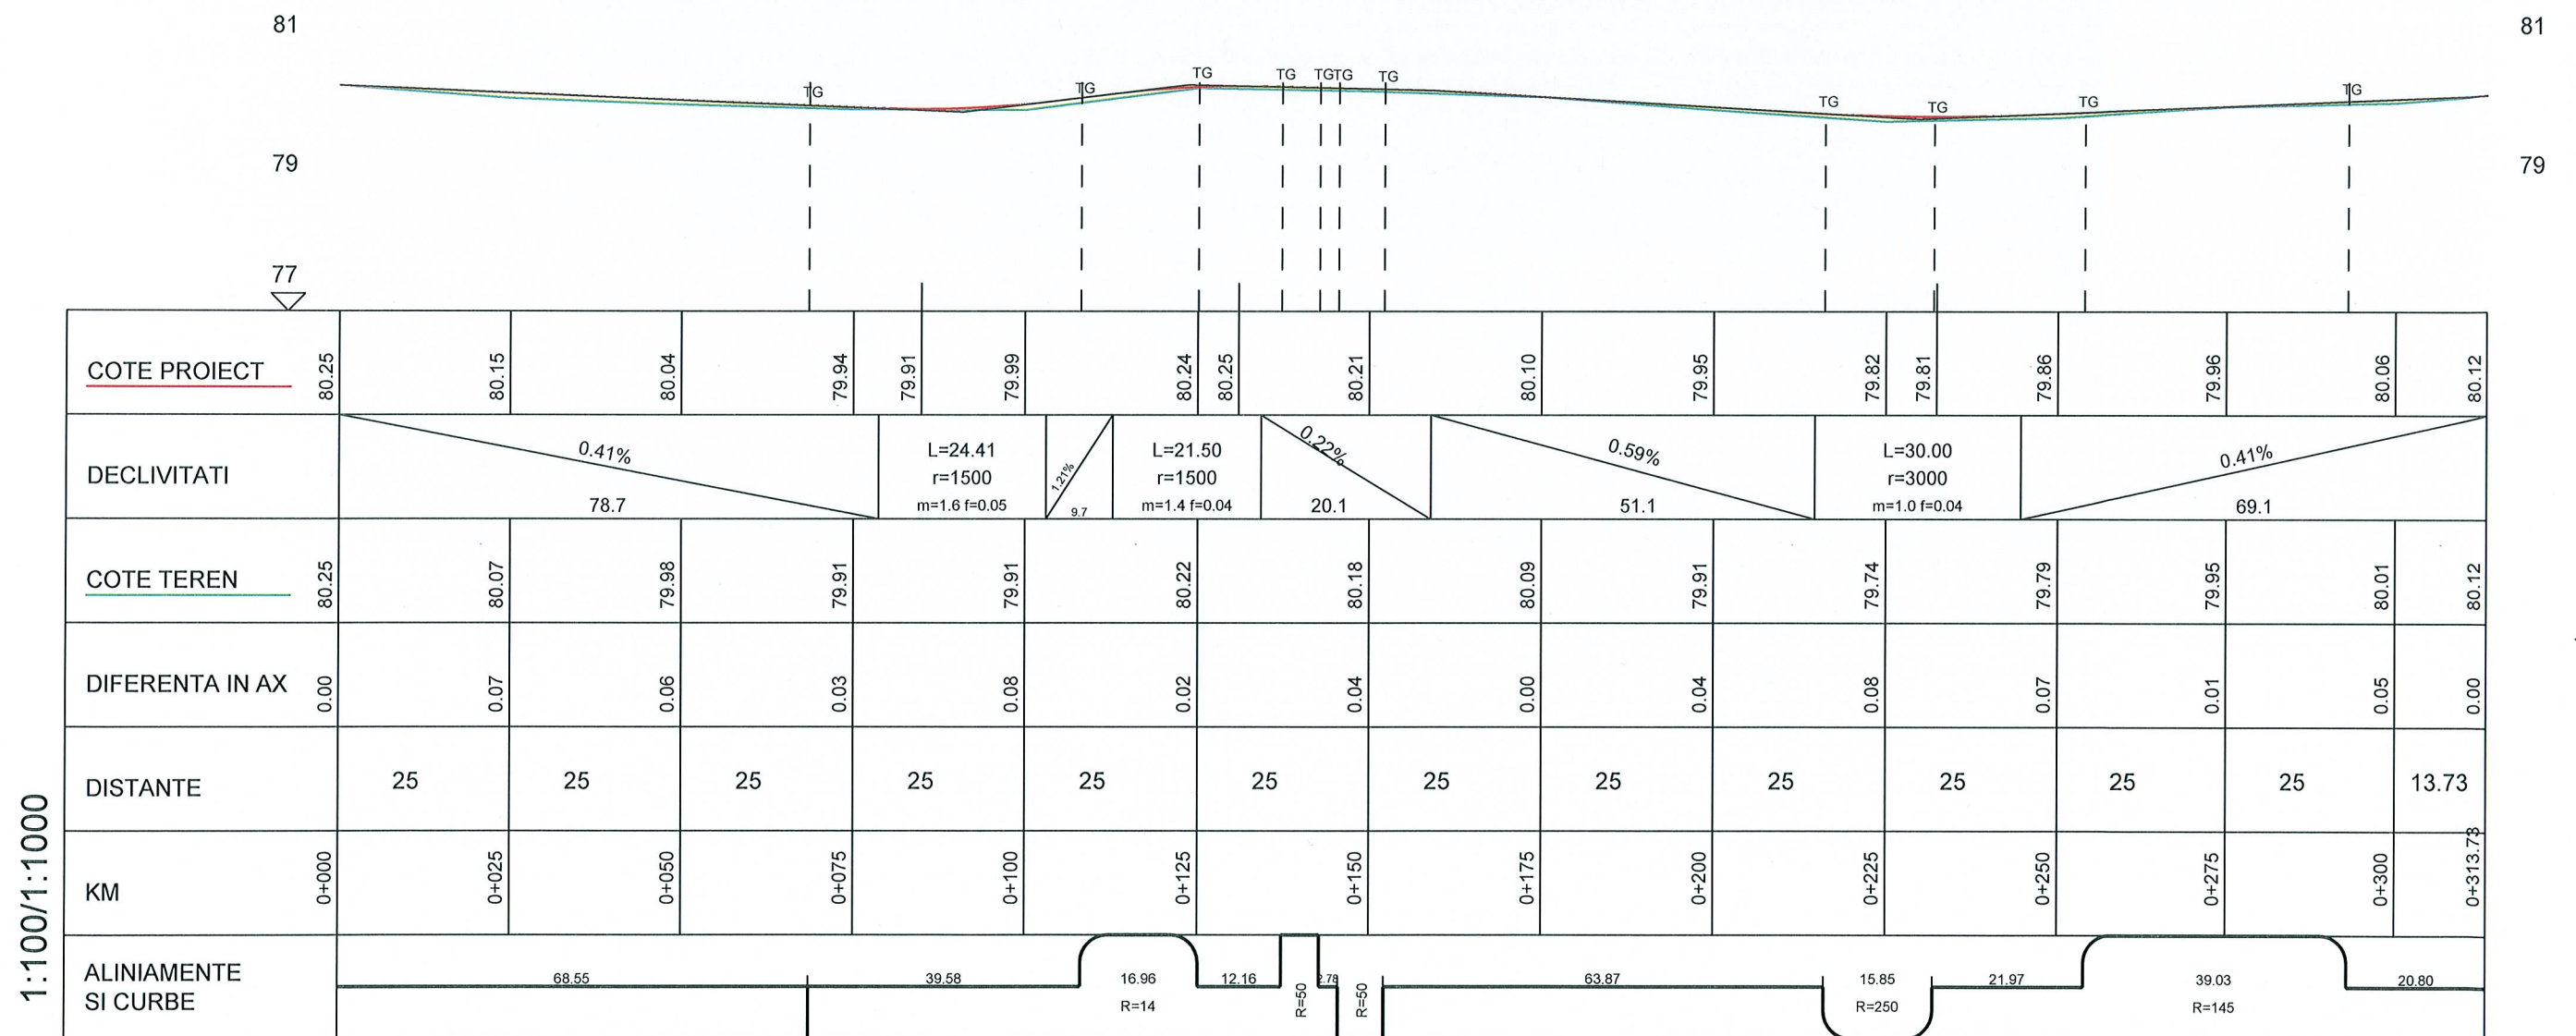 81 81
TG TG TG TG TG TG TG TG TG TG TG
79 79
77
COTE PROIECT 80.25 80.15 80.04 79.94 79.91 79.99 80.24 80.25 80.21 80.10 79.95 79.82 79.81 79.86 79.96 80.06 80.12
DECLIVITATI
0.41%
78.7
L=24.41
r=1500
m=1.6 f=0.05
1.21%
9.7
L=21.50
r=1500
m=1.4 f=0.04
0.22%
20.1
0.59%
51.1
L=30.00
r=3000
m=1.0 f=0.04
0.41%
69.1
COTE TEREN 80.25 80.07 79.98 79.91 79.91 80.22 80.18 80.09 79.91 79.74 79.79 79.95 80.01 80.12
DIFERENTA IN AX 0.00 0.07 0.06 0.03 0.08 0.02 0.04 0.00 0.04 0.08 0.07 0.01 0.05 0.00
DISTANTE 25 25 25 25 25 25 25 25 25 25 25 25 13.73
KM 0+000 0+025 0+050 0+075 0+100 0+125 0+150 0+175 0+200 0+225 0+250 0+275 0+300 0+313.73
ALINIAMENTE
SI CURBE
68.55 39.58 16.96 12.16 2.78 63.87 15.85 21.97 39.03 20.80
R=14 R=50 R=50 R=250 R=145
1:100/1:1000